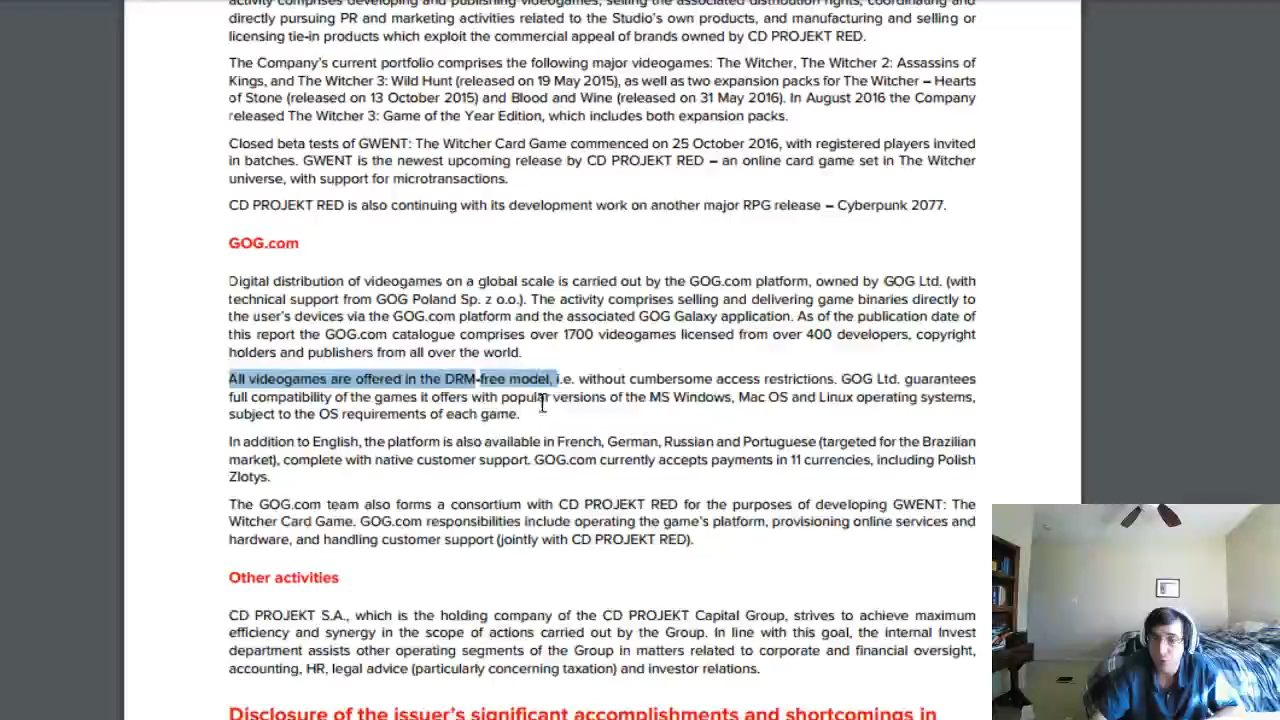 activity comprises developing and publishing videogames, selling the associated distribution rights, coordinating and
directly pursuing PR and marketing activities related to the Studio's own products, and manufacturing and selling or
licensing tie-in products which exploit the commercial appeal of brands owned by CD PROJEKT RED.
The Company's current portfolio comprises the following major videogames: The Witcher, The Witcher 2: Assassins of
Kings, and The Witcher 3: Wild Hunt (released on 19 May 2015), as well as two expansion packs for The Witcher – Hearts
of Stone (released on 13 October 2015) and Blood and Wine (released on 31 May 2016). In August 2016 the Company
released The Witcher 3: Game of the Year Edition, which includes both expansion packs.
Closed beta tests of GWENT: The Witcher Card Game commenced on 25 October 2016, with registered players invited
in batches. GWENT is the newest upcoming release by CD PROJEKT RED – an online card game set in The Witcher
universe, with support for microtransactions.
CD PROJEKT RED is also continuing with its development work on another major RPG release – Cyberpunk 2077.
GOG.com
Digital distribution of videogames on a global scale is carried out by the GOG.com platform, owned by GOG Ltd. (with
technical support from GOG Poland Sp. z o.o.). The activity comprises selling and delivering game binaries directly to
the user's devices via the GOG.com platform and the associated GOG Galaxy application. As of the publication date of
this report the GOG.com catalogue comprises over 1700 videogames licensed from over 400 developers, copyright
holders and publishers from all over the world.
All videogames are offered in the DRM-free model, i.e. without cumbersome access restrictions. GOG Ltd. guarantees
full compatibility of the games it offers with popular versions of the MS Windows, Mac OS and Linux operating systems,
subject to the OS requirements of each game.
In addition to English, the platform is also available in French, German, Russian and Portuguese (targeted for the Brazilian
market), complete with native customer support. GOG.com currently accepts payments in 11 currencies, including Polish
Zlotys.
The GOG.com team also forms a consortium with CD PROJEKT RED for the purposes of developing GWENT: The
Witcher Card Game. GOG.com responsibilities include operating the game's platform, provisioning online services and
hardware, and handling customer support (jointly with CD PROJEKT RED).
Other activities
CD PROJEKT S.A., which is the holding company of the CD PROJEKT Capital Group, strives to achieve maximum
efficiency and synergy in the scope of actions carried out by the Group. In line with this goal, the internal Invest
department assists other operating segments of the Group in matters related to corporate and financial oversight,
accounting, HR, legal advice (particularly concerning taxation) and investor relations.
Disclosure of the issuer's significant accomplishments and shortcomings in